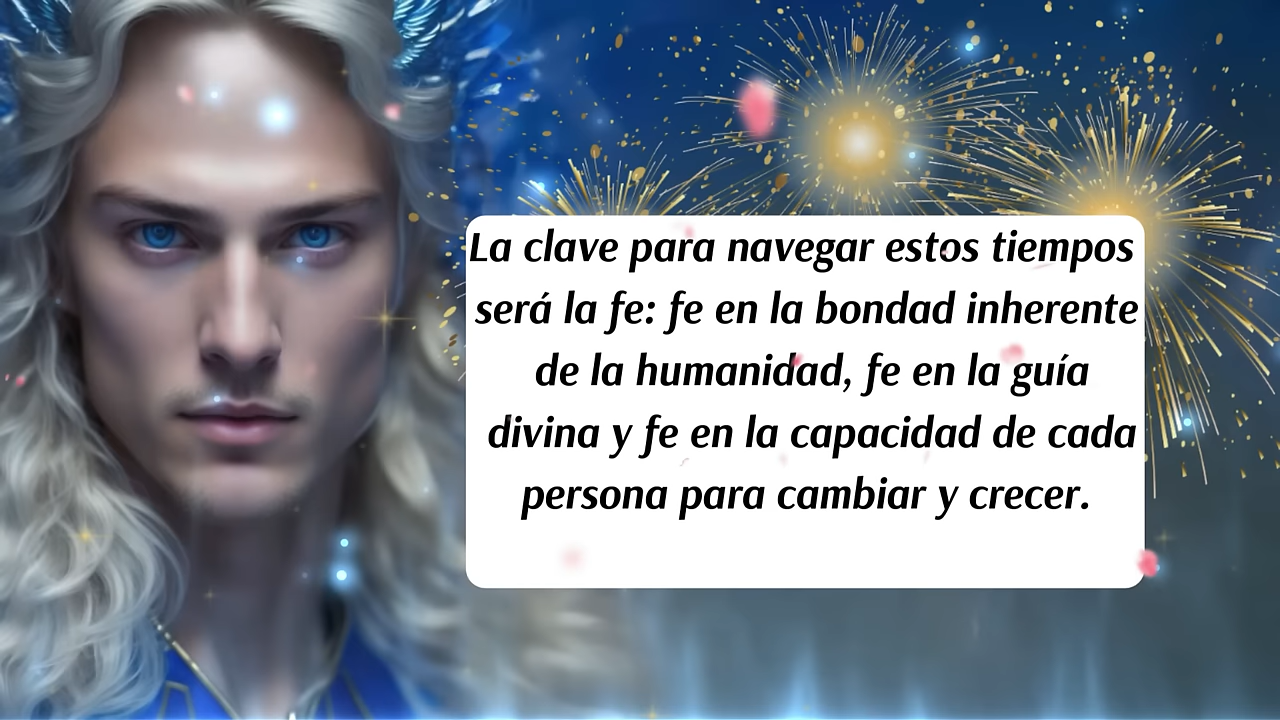 La clave para navegar estos tiempos
será la fe: fe en la bondad inherente
de la humanidad, fe en la guía
divina y fe en la capacidad de cada
persona para cambiar y crecer.